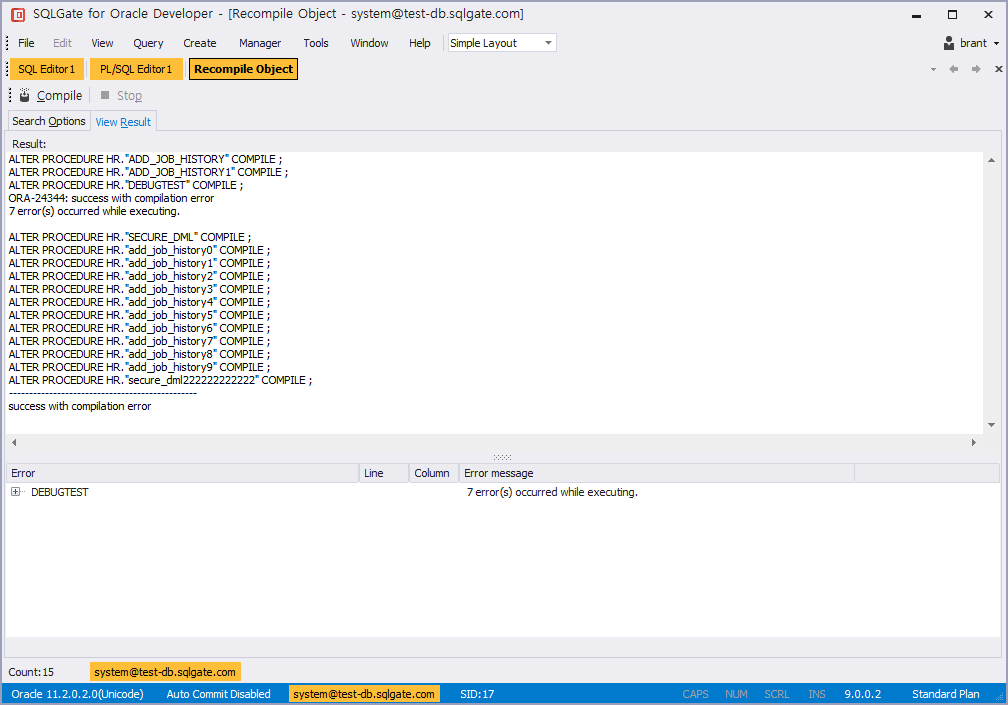 SQLGate for Oracle Developer - [Recompile Object - system@test-db.sqlgate.com]
File Edit View Query Create Manager Tools Window Help Simple Layout brant
SQL Editor1 PL/SQL Editor1 Recompile Object
Compile Stop
Search Options View Result
Result:
ALTER PROCEDURE HR."ADD_JOB_HISTORY" COMPILE ;
ALTER PROCEDURE HR."ADD_JOB_HISTORY1" COMPILE ;
ALTER PROCEDURE HR."DEBUGTEST" COMPILE ;
ORA-24344: success with compilation error
7 error(s) occurred while executing.
ALTER PROCEDURE HR."SECURE_DML" COMPILE ;
ALTER PROCEDURE HR."add_job_history0" COMPILE ;
ALTER PROCEDURE HR."add_job_history1" COMPILE ;
ALTER PROCEDURE HR."add_job_history2" COMPILE ;
ALTER PROCEDURE HR."add_job_history3" COMPILE ;
ALTER PROCEDURE HR."add_job_history4" COMPILE ;
ALTER PROCEDURE HR."add_job_history5" COMPILE ;
ALTER PROCEDURE HR."add_job_history6" COMPILE ;
ALTER PROCEDURE HR."add_job_history7" COMPILE ;
ALTER PROCEDURE HR."add_job_history8" COMPILE ;
ALTER PROCEDURE HR."add_job_history9" COMPILE ;
ALTER PROCEDURE HR."secure_dml222222222222" COMPILE ;
-----------------------------------------------
success with compilation error
Error Line Column Error message
DEBUGTEST 7 error(s) occurred while executing.
Count:15 system@test-db.sqlgate.com
Oracle 11.2.0.2.0(Unicode) Auto Commit Disabled system@test-db.sqlgate.com SID:17 CAPS NUM SCRL INS 9.0.0.2 Standard Plan